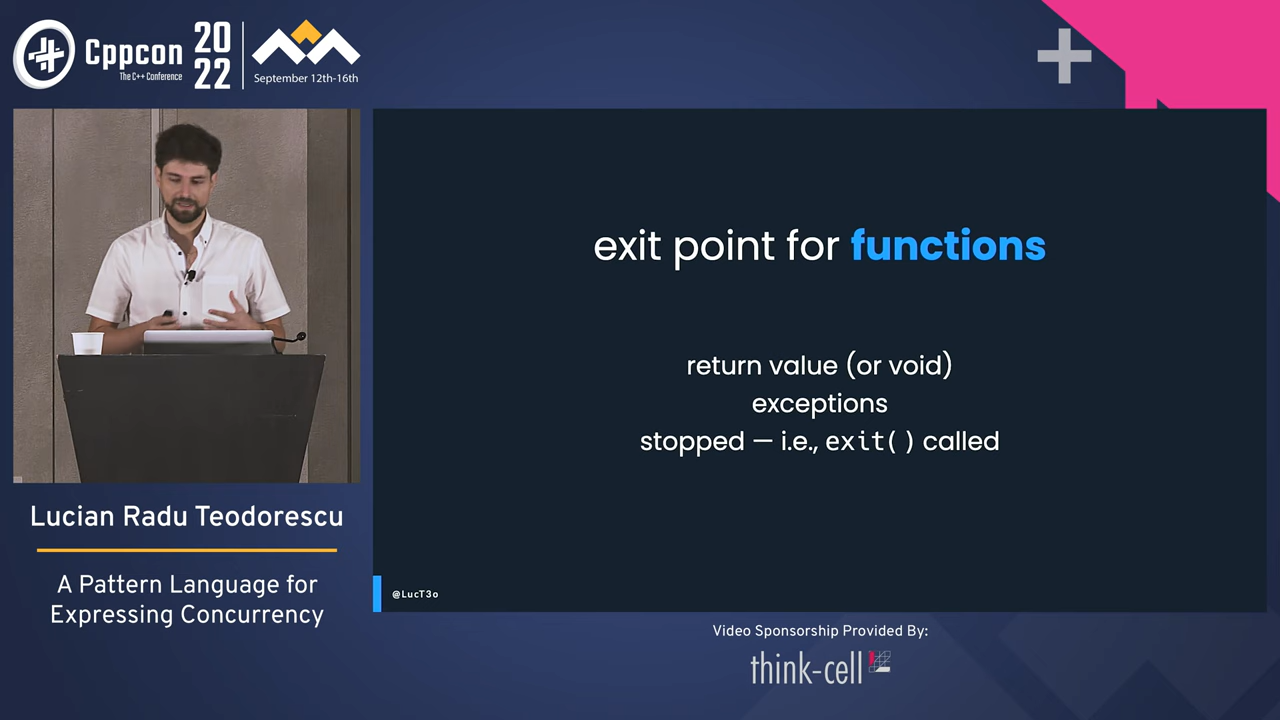 Cppcon
The C++ Conference
20
22
September 12th-16th
exit point for functions
return value (or void)
exceptions
stopped — i.e., exit() called
@LucT3o
Lucian Radu Teodorescu
A Pattern Language for
Expressing Concurrency
Video Sponsorship Provided By:
think-cell